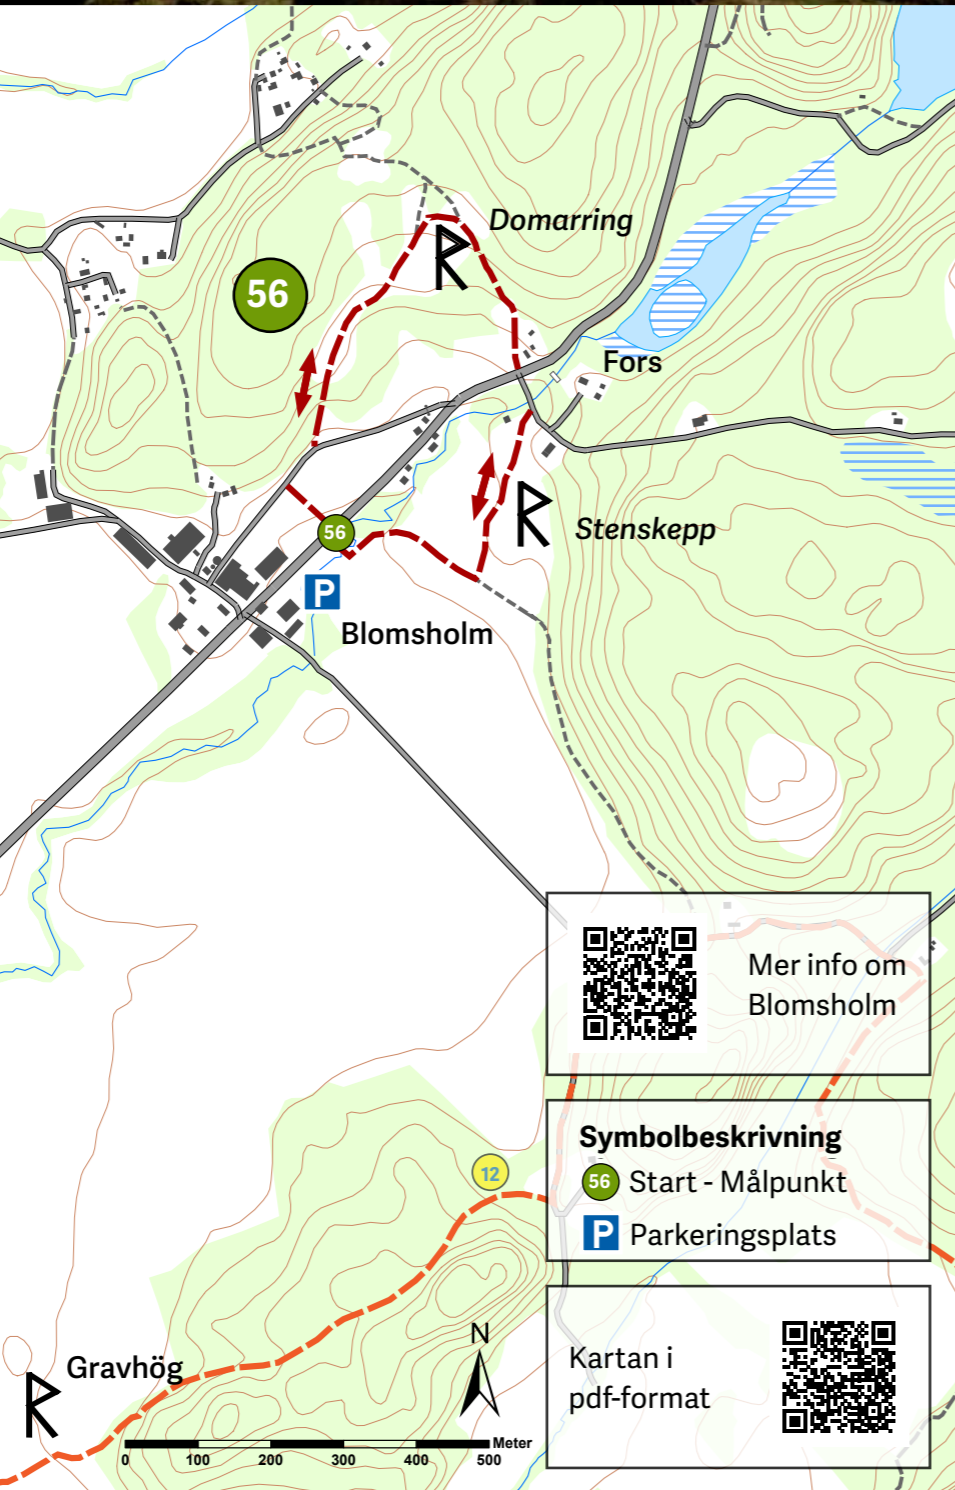 Domarring
56
Fors
Stenskepp
56
P
Blomsholm
Mer info om
Blomsholm
Symbolbeskrivning
56 Start - Målpunkt
P Parkeringsplats
12
N
Gravhög
Kartan i
pdf-format
Meter
0 100 200 300 400 500